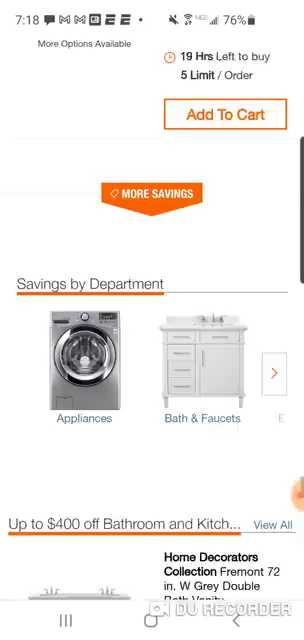 7:18
76%
More Options Available
19 Hrs Left to buy
5 Limit / Order
Add To Cart
MORE SAVINGS
Savings by Department
Appliances
Bath & Faucets
E
Up to $400 off Bathroom and Kitch...
View All
Home Decorators
Collection Fremont 72
in. W Grey Double
Bath Vanity
DU RECORDER